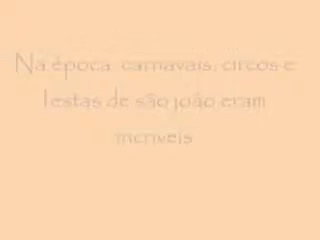 Na época carnavais, circos e
festas de são joão eram
incríveis